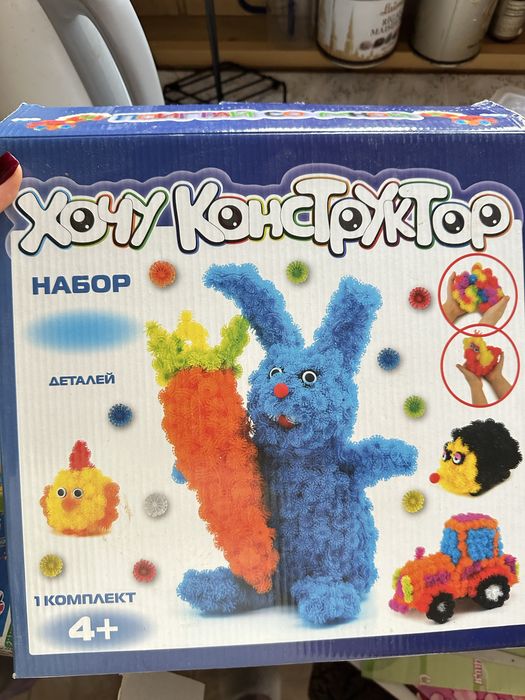 ХОЧУ КОНСТРУКТОР
НАБОР
ДЕТАЛЕЙ
1 КОМПЛЕКТ
4+